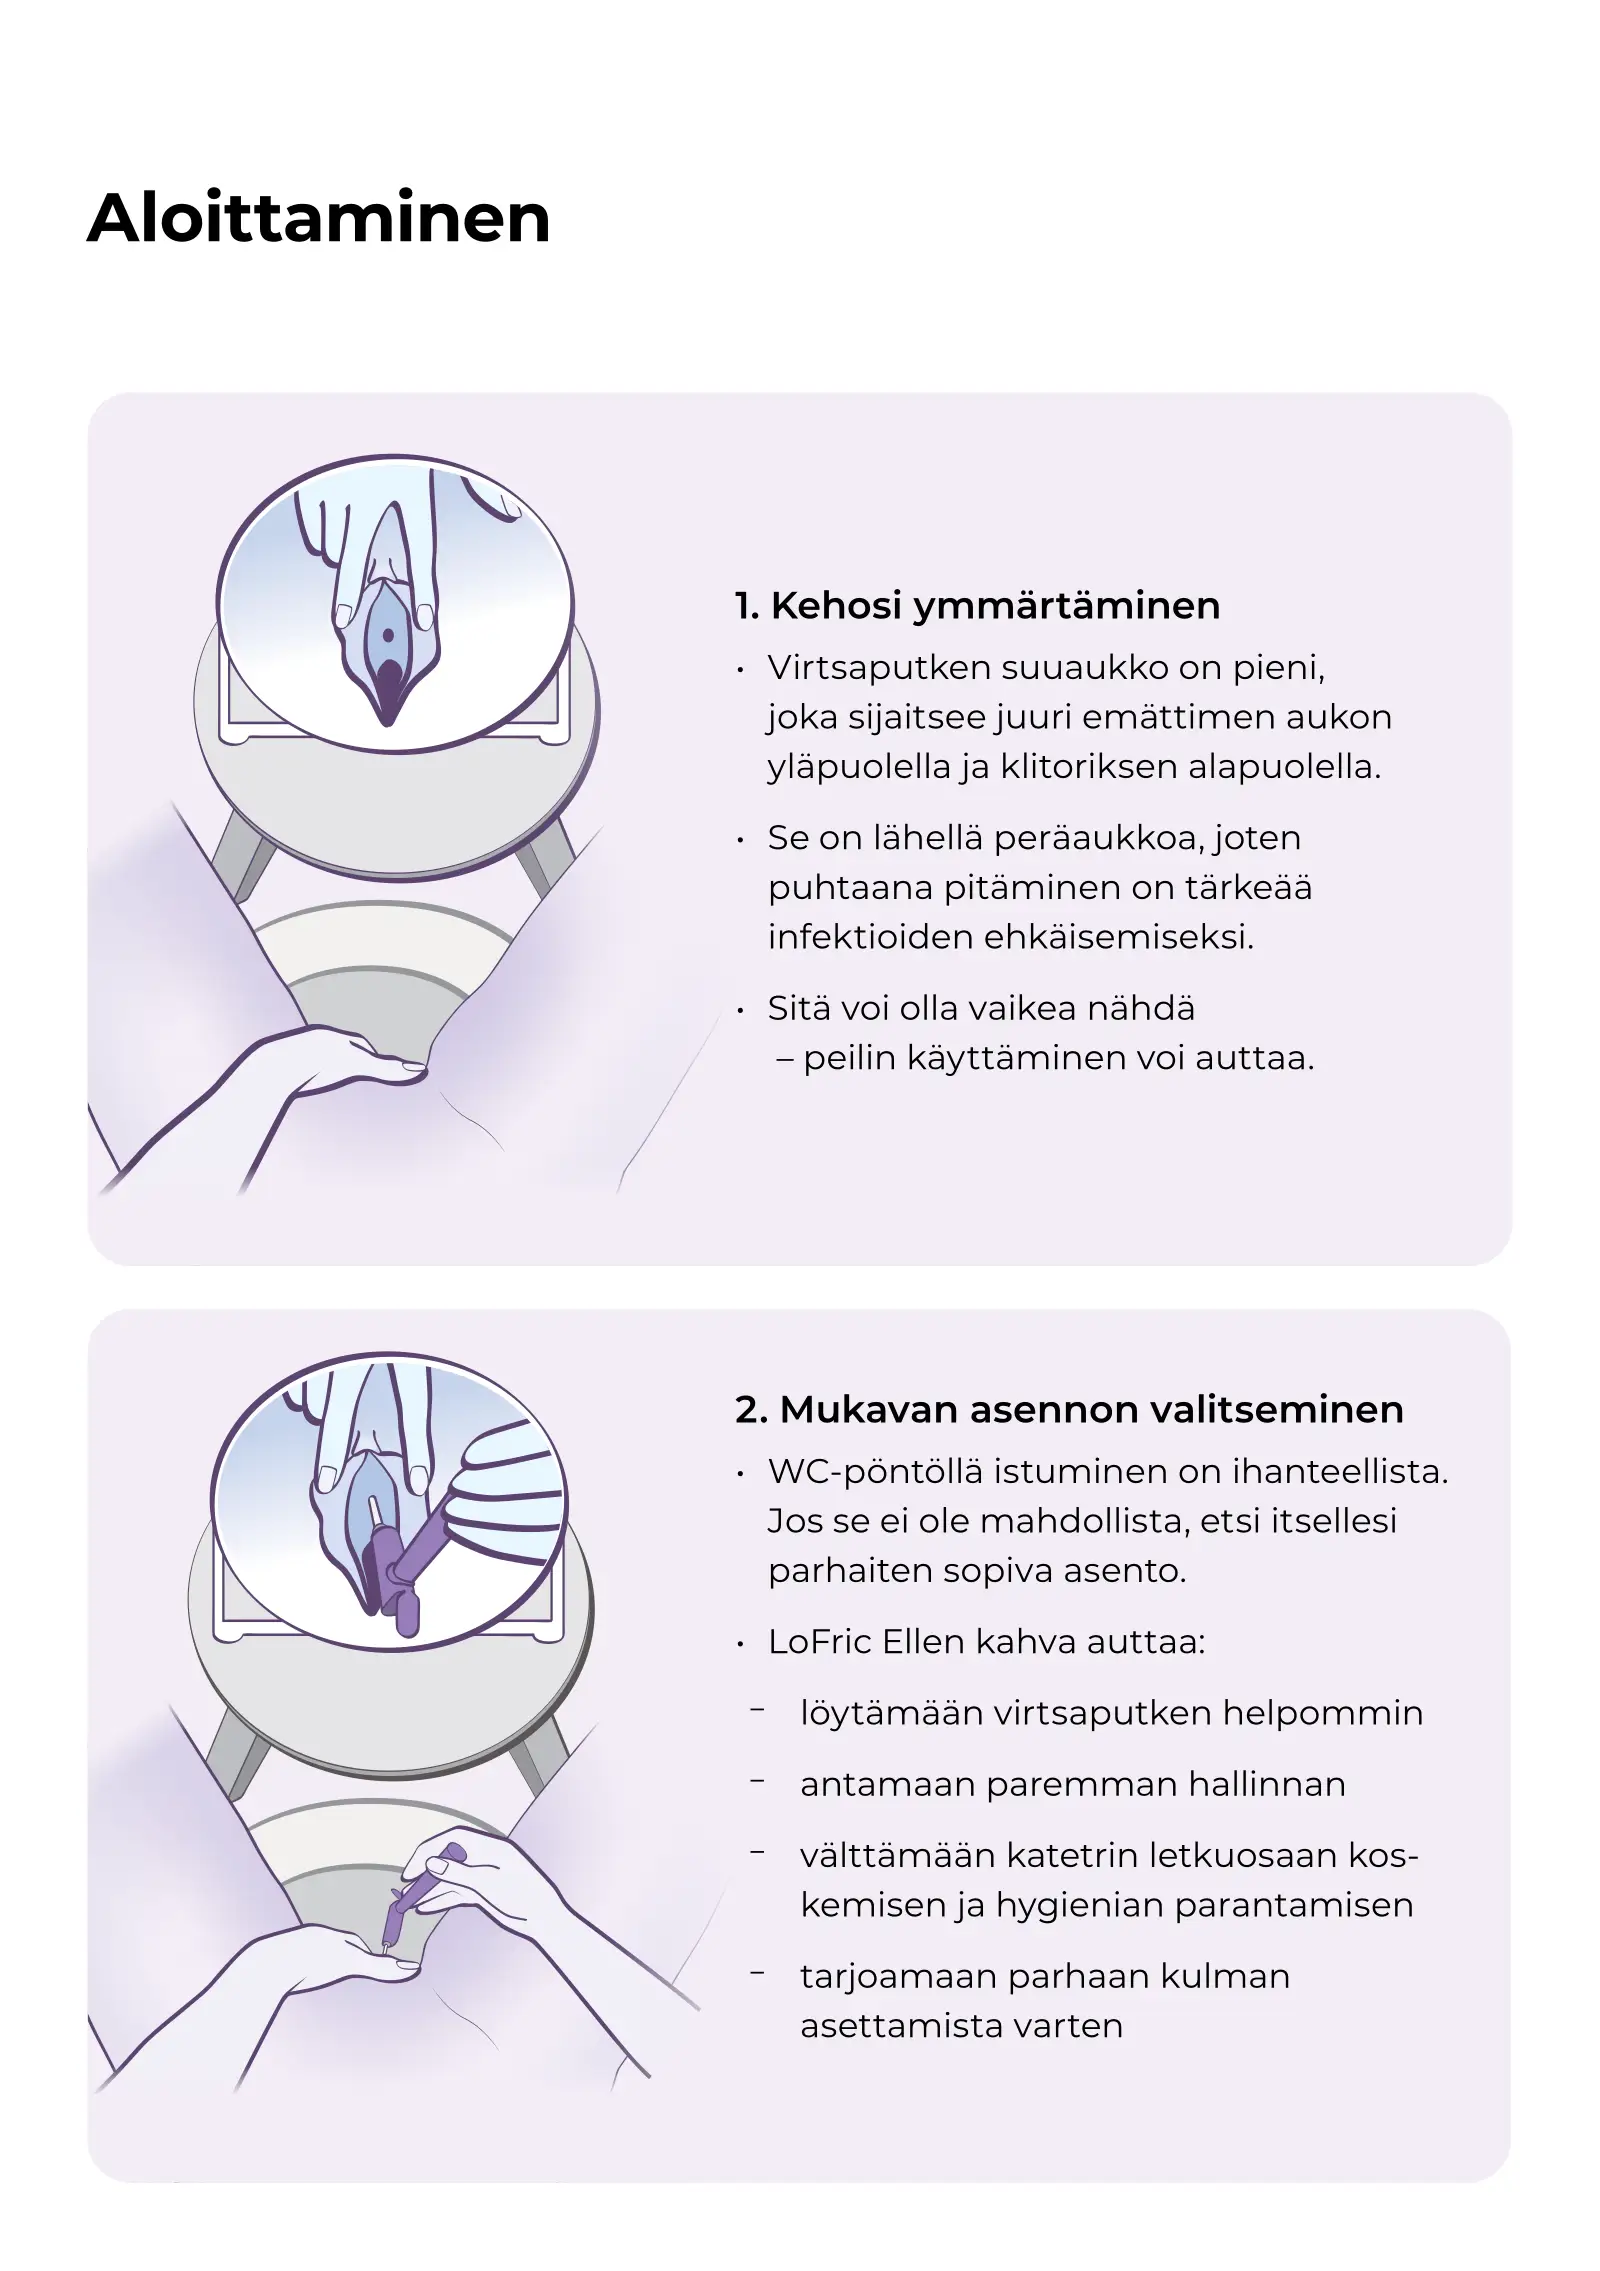 Aloittaminen
1. Kehosi ymmärtäminen
• Virtsaputken suuaukko on pieni,
joka sijaitsee juuri emättimen aukon
yläpuolella ja klitoriksen alapuolella.
• Se on lähellä peräaukkoa, joten
puhtaana pitäminen on tärkeää
infektioiden ehkäisemiseksi.
• Sitä voi olla vaikea nähdä
– peilin käyttäminen voi auttaa.
2. Mukavan asennon valitseminen
• WC-pöntöllä istuminen on ihanteellista.
Jos se ei ole mahdollista, etsi itsellesi
parhaiten sopiva asento.
• LoFric Ellen kahva auttaa:
– löytämään virtsaputken helpommin
– antamaan paremman hallinnan
– välttämään katetrin letkuosaan kos-
kemisen ja hygienian parantamisen
– tarjoamaan parhaan kulman
asettamista varten